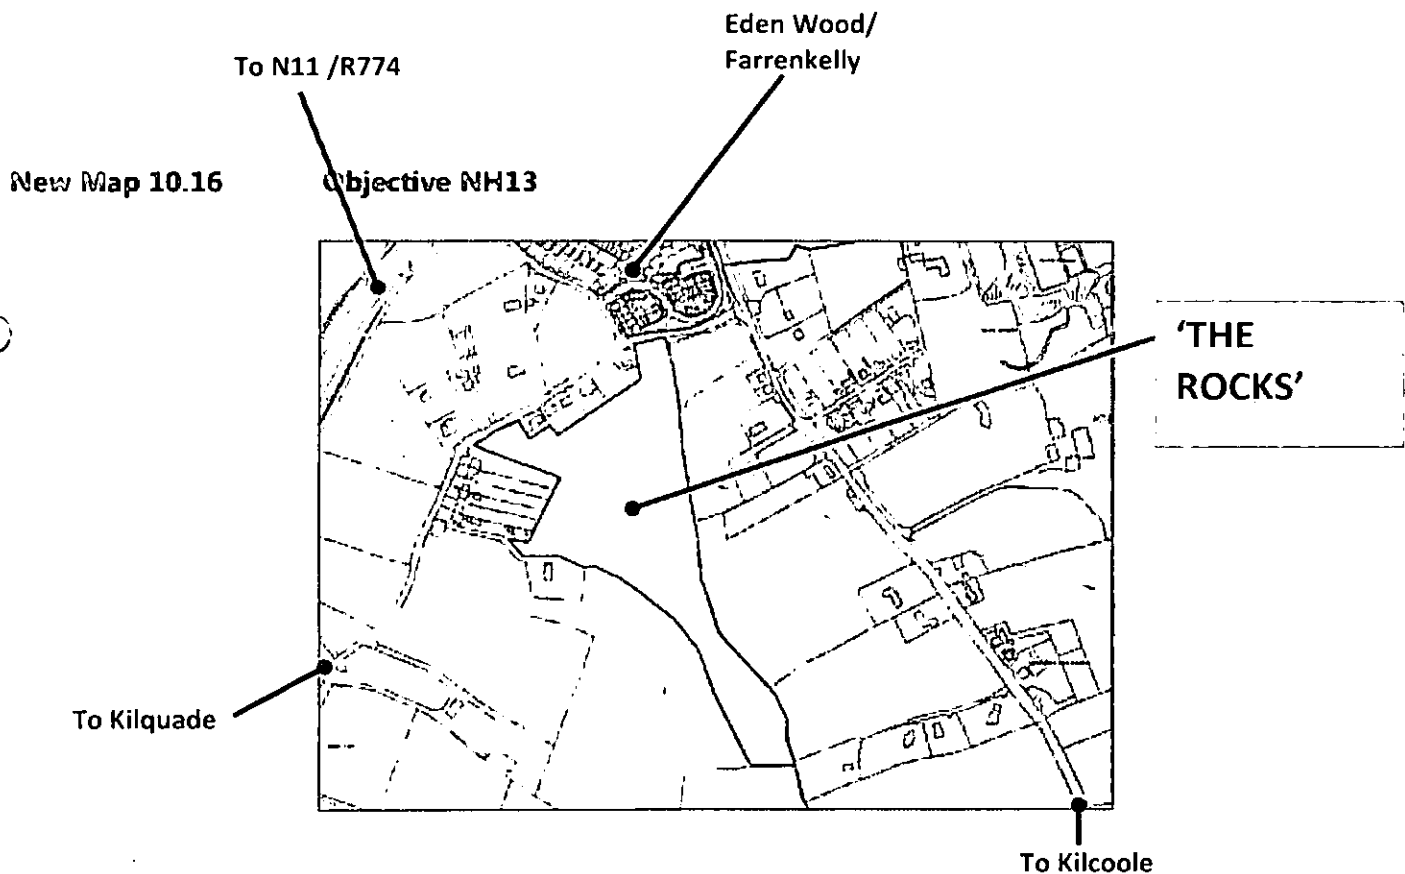 Eden Wood/
Farrenkelly
To N11 /R774
New Map 10.16 Objective NH13
‘THE
ROCKS’
To Kilquade
To Kilcoole